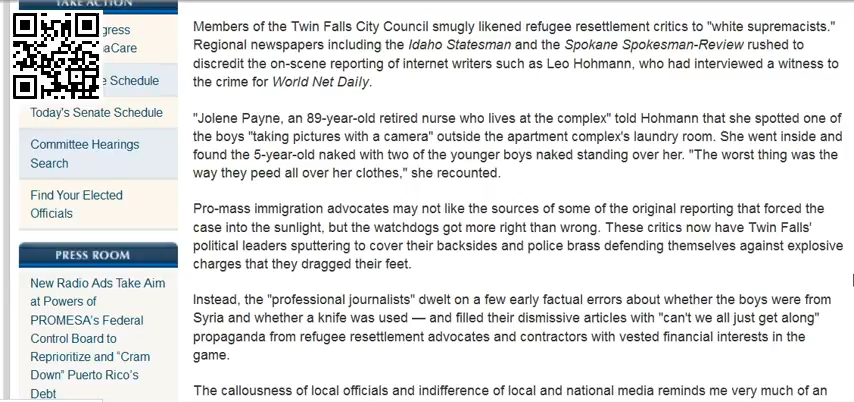 TAKE ACTION
gress
aCare
e Schedule
Today's Senate Schedule
Committee Hearings
Search
Find Your Elected
Officials
PRESS ROOM
New Radio Ads Take Aim
at Powers of
PROMESA's Federal
Control Board to
Reprioritize and "Cram
Down" Puerto Rico's
Debt
Members of the Twin Falls City Council smugly likened refugee resettlement critics to "white supremacists."
Regional newspapers including the Idaho Statesman and the Spokane Spokesman-Review rushed to
discredit the on-scene reporting of internet writers such as Leo Hohmann, who had interviewed a witness to
the crime for World Net Daily.
"Jolene Payne, an 89-year-old retired nurse who lives at the complex" told Hohmann that she spotted one of
the boys "taking pictures with a camera" outside the apartment complex's laundry room. She went inside and
found the 5-year-old naked with two of the younger boys naked standing over her. "The worst thing was the
way they peed all over her clothes," she recounted.
Pro-mass immigration advocates may not like the sources of some of the original reporting that forced the
case into the sunlight, but the watchdogs got more right than wrong. These critics now have Twin Falls'
political leaders sputtering to cover their backsides and police brass defending themselves against explosive
charges that they dragged their feet.
Instead, the "professional journalists" dwelt on a few early factual errors about whether the boys were from
Syria and whether a knife was used — and filled their dismissive articles with "can't we all just get along"
propaganda from refugee resettlement advocates and contractors with vested financial interests in the
game.
The callousness of local officials and indifference of local and national media reminds me very much of an